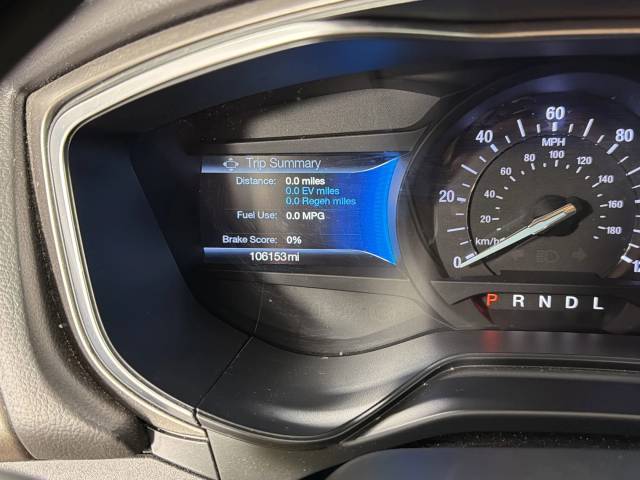 Trip Summary
Distance: 0.0 miles
0.0 EV miles
0.0 Regen miles
Fuel Use: 0.0 MPG
Brake Score: 0%
106153mi
0 20 40 60 80
MPH
20 40 60 80 100 120 140 160 180
km/h
P R N D L